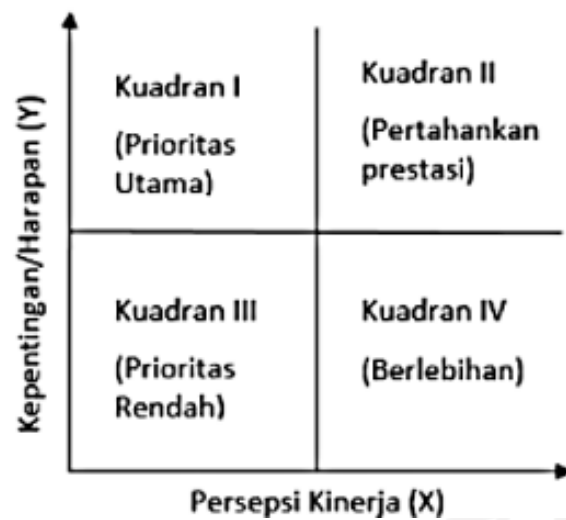 Kepentingan/Harapan (Y)
Kuadran I
(Prioritas
Utama)
Kuadran II
(Pertahankan
prestasi)
Kuadran III
(Prioritas
Rendah)
Kuadran IV
(Berlebihan)
Persepsi Kinerja (X)